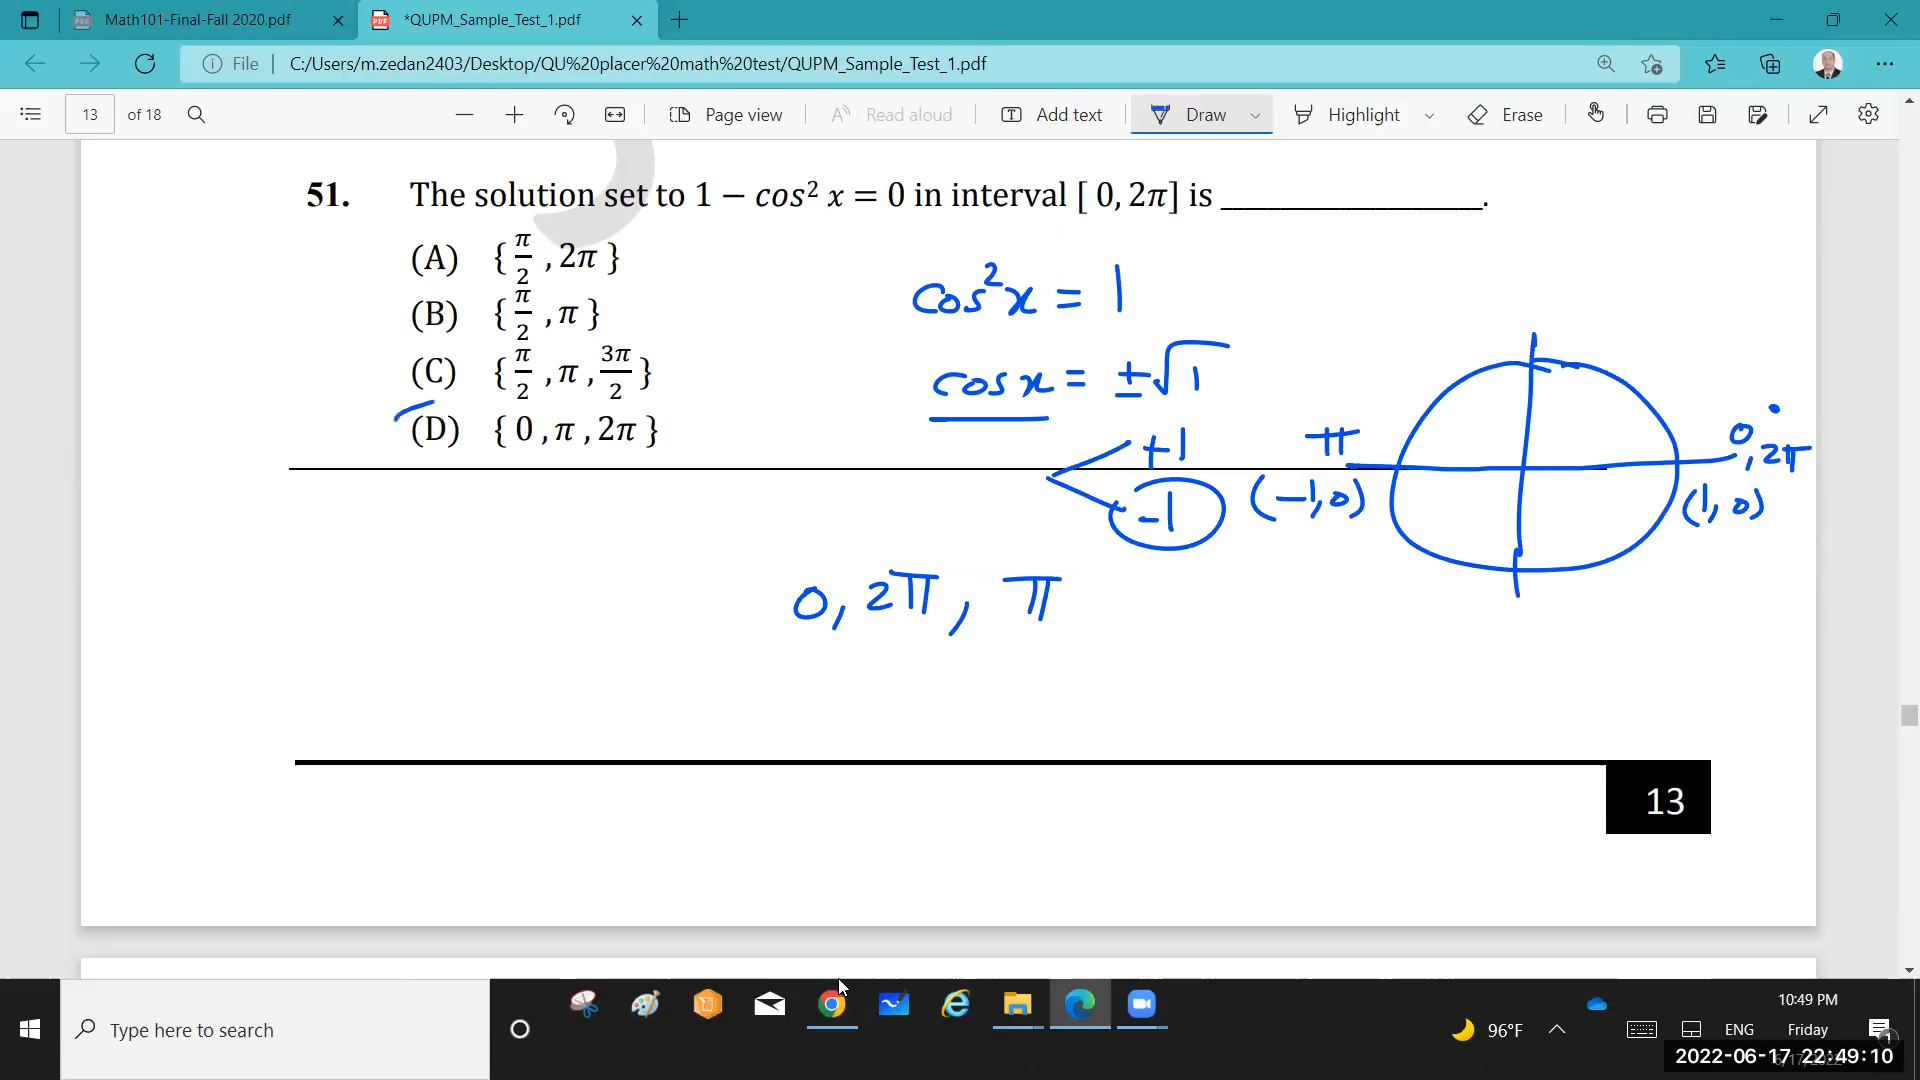 Math101-Final-Fall 2020.pdf
*QUPM_Sample_Test_1.pdf
File
C:/Users/m.zedan2403/Desktop/QU%20placer%20math%20test/QUPM_Sample_Test_1.pdf
13 of 18
Page view
Read aloud
Add text
Draw
Highlight
Erase
51. The solution set to 1 − cos² x = 0 in interval [ 0, 2π] is ________________.
(A) { π/2 , 2π }
(B) { π/2 , π }
(C) { π/2 , π , 3π/2 }
(D) { 0 , π , 2π }
cos²x = 1
cos x = ±√1
+1
-1
π
(-1,0)
0, 2π
(1,0)
0, 2π, π
13
Type here to search
96°F
ENG
10:49 PM
Friday
1
2022-06-17 22:49:10